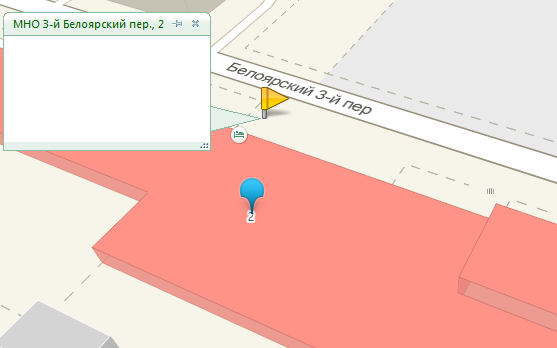 МНО 3-й Белоярский пер., 2
Белоярский 3-й пер
2